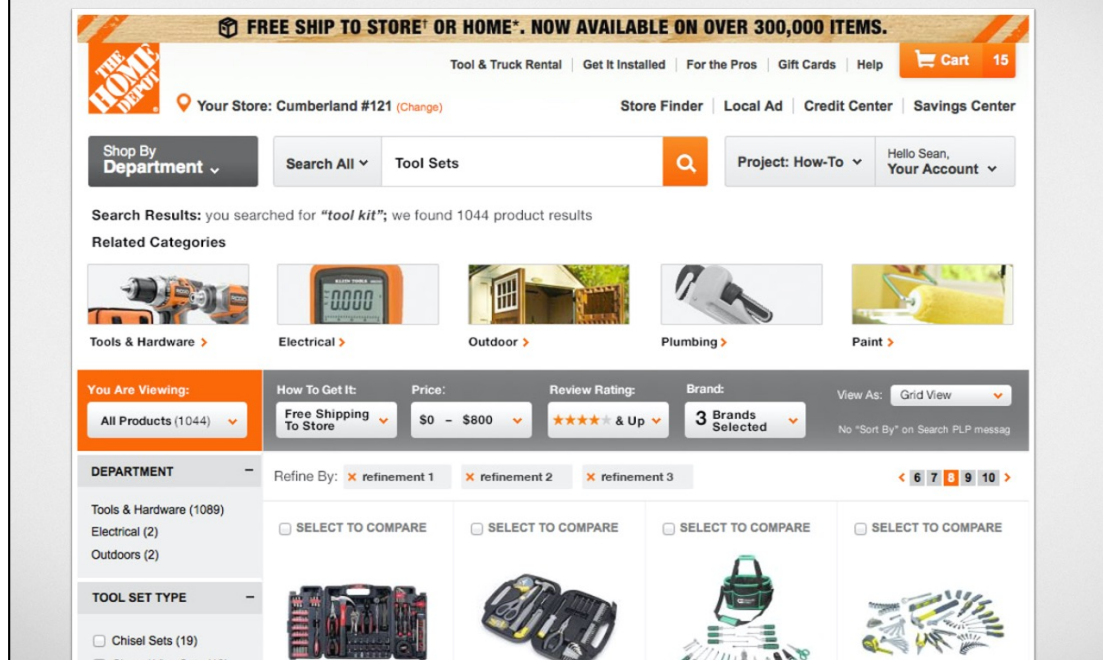 FREE SHIP TO STORE† OR HOME*. NOW AVAILABLE ON OVER 300,000 ITEMS.
THE HOME DEPOT
Tool & Truck Rental | Get It Installed | For the Pros | Gift Cards | Help
Cart 15
Your Store: Cumberland #121 (Change)
Store Finder | Local Ad | Credit Center | Savings Center
Shop By
Department
Search All
Tool Sets
Project: How-To
Hello Sean,
Your Account
Search Results: you searched for "tool kit"; we found 1044 product results
Related Categories
KLEIN TOOLS
0.000
RIDGID
Tools & Hardware >
Electrical >
Outdoor >
Plumbing >
Paint >
You Are Viewing:
All Products (1044)
How To Get It:
Free Shipping
To Store
Price:
$0 – $800
Review Rating:
& Up
Brand:
3 Brands
Selected
View As: Grid View
No "Sort By" on Search PLP messag
DEPARTMENT –
Tools & Hardware (1089)
Electrical (2)
Outdoors (2)
TOOL SET TYPE –
Chisel Sets (19)
Refine By: × refinement 1 × refinement 2 × refinement 3
< 6 7 8 9 10 >
SELECT TO COMPARE
SELECT TO COMPARE
SELECT TO COMPARE
SELECT TO COMPARE